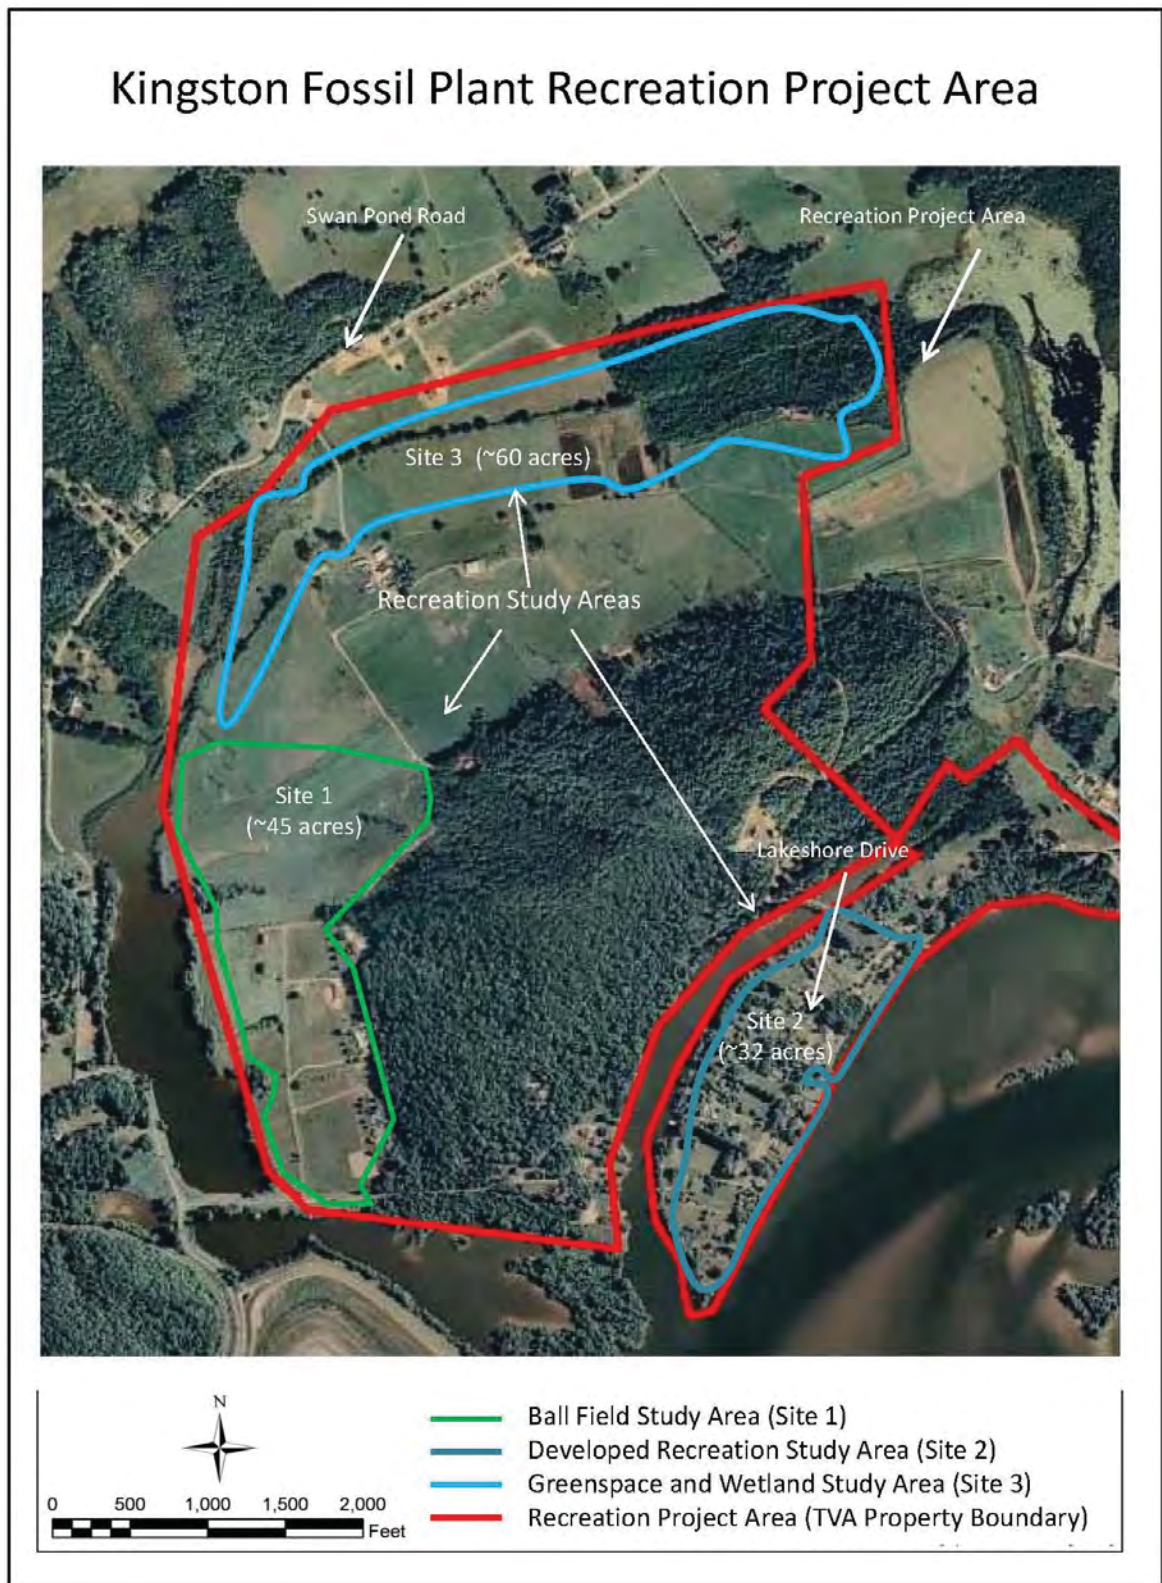 Kingston Fossil Plant Recreation Project Area
Swan Pond Road
Recreation Project Area
Site 3 (~60 acres)
Recreation Study Areas
Site 1
(~45 acres)
Lakeshore Drive
Site 2
(~32 acres)
N
0 500 1,000 1,500 2,000
Feet
Ball Field Study Area (Site 1)
Developed Recreation Study Area (Site 2)
Greenspace and Wetland Study Area (Site 3)
Recreation Project Area (TVA Property Boundary)